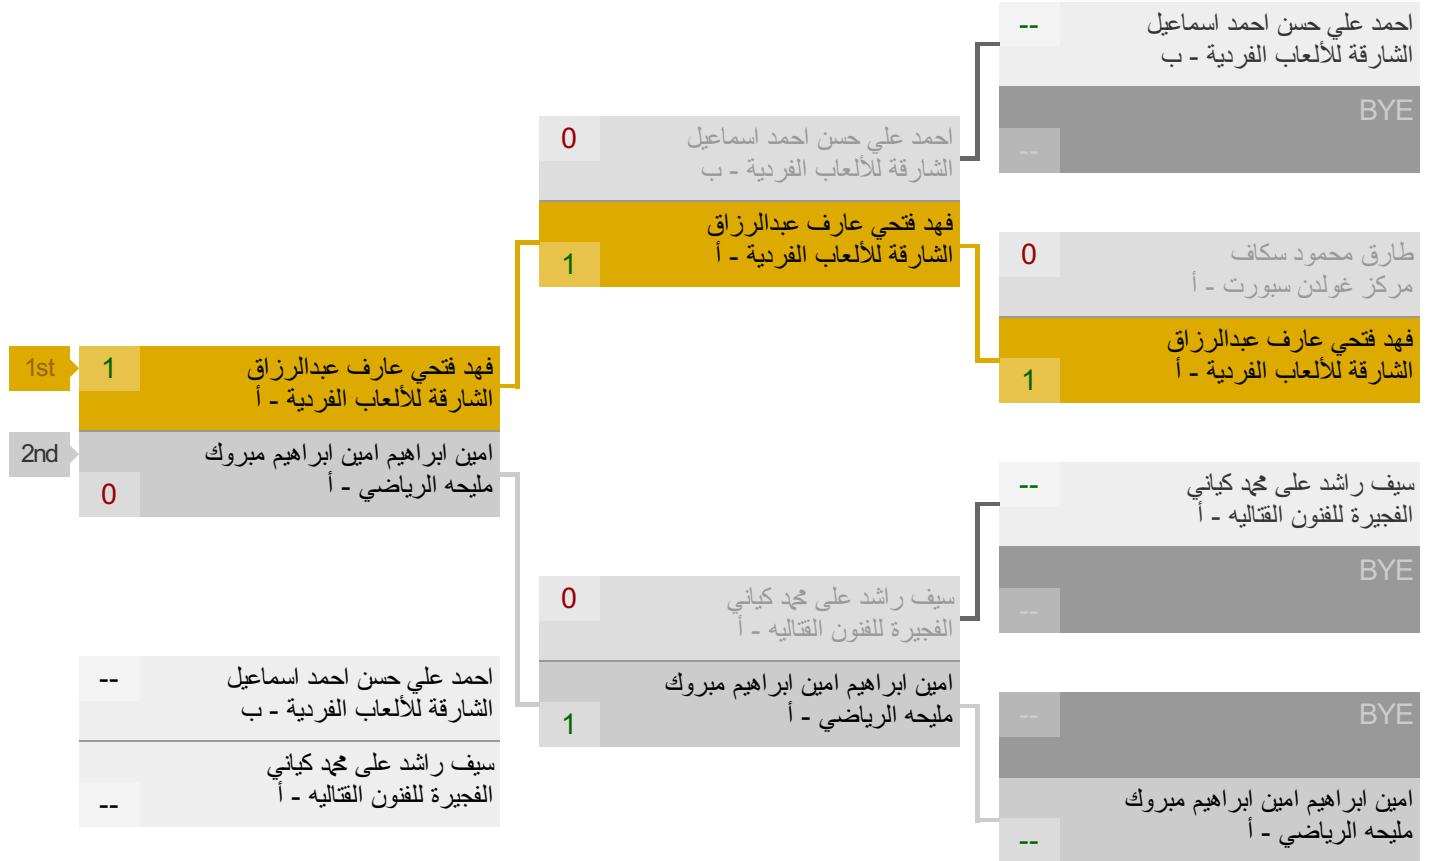 --
احمد علي حسن احمد اسماعيل
الشارقة للألعاب الفردية - ب
BYE
--
0
احمد علي حسن احمد اسماعيل
الشارقة للألعاب الفردية - ب
فهد فتحي عارف عبدالرزاق
الشارقة للألعاب الفردية - أ
1
0
طارق محمود سكاف
مركز غولدن سبورت - أ
فهد فتحي عارف عبدالرزاق
الشارقة للألعاب الفردية - أ
1
1st
1
فهد فتحي عارف عبدالرزاق
الشارقة للألعاب الفردية - أ
2nd
امين ابراهيم امين ابراهيم مبروك
مليحه الرياضي - أ
0
--
سيف راشد على محمد كياني
الفجيرة للفنون القتاليه - أ
BYE
--
0
سيف راشد على محمد كياني
الفجيرة للفنون القتاليه - أ
امين ابراهيم امين ابراهيم مبروك
مليحه الرياضي - أ
1
--
احمد علي حسن احمد اسماعيل
الشارقة للألعاب الفردية - ب
سيف راشد على محمد كياني
الفجيرة للفنون القتاليه - أ
--
--
BYE
امين ابراهيم امين ابراهيم مبروك
مليحه الرياضي - أ
--